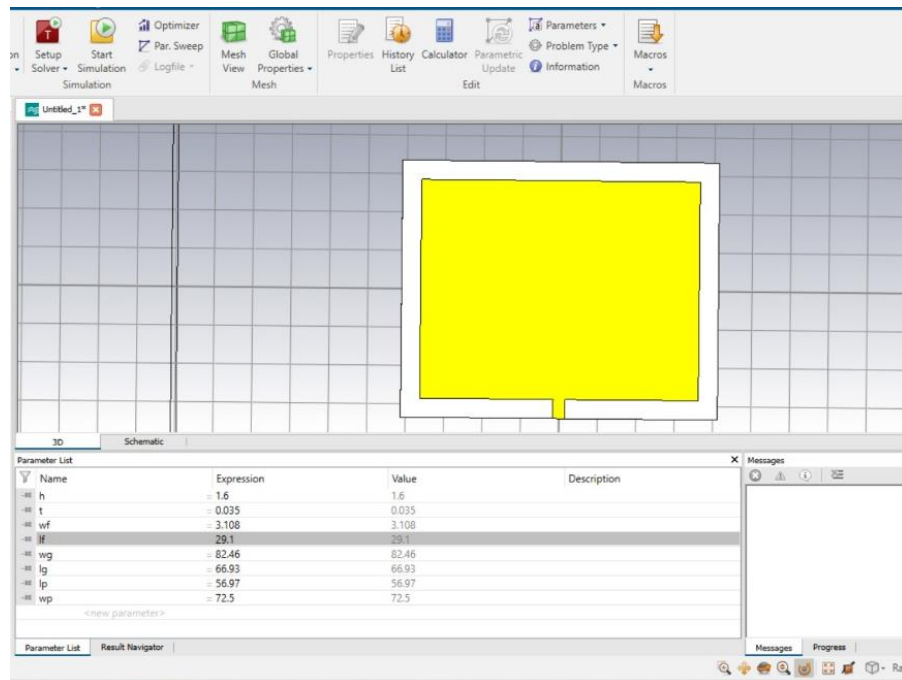 on Setup Solver Start Simulation Optimizer Par. Sweep Logfile
Simulation
Mesh View Global Properties
Mesh
Properties History List Calculator Parametric Update Parameters Problem Type Information
Edit
Macros
Macros
Untitled_1*
3D Schematic
Parameter List
Name Expression Value Description
h = 1.6 1.6
t = 0.035 0.035
wf = 3.108 3.108
lf 29.1 29.1
wg = 82.46 82.46
lg = 66.93 66.93
lp = 56.97 56.97
wp = 72.5 72.5
<new parameter>
Parameter List Result Navigator
Messages
Messages Progress
Ra